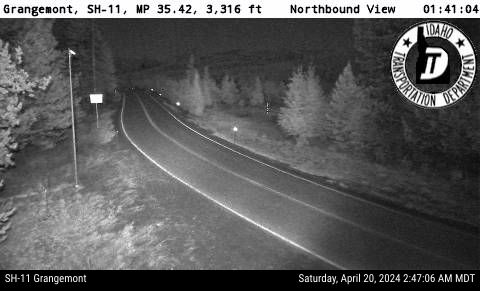 Grangemont, SH-11, MP 35.42, 3,316 ft Northbound View 01:41:04
IDAHO
TRANSPORTATION DEPARTMENT
SH-11 Grangemont Saturday, April 20, 2024 2:47:06 AM MDT